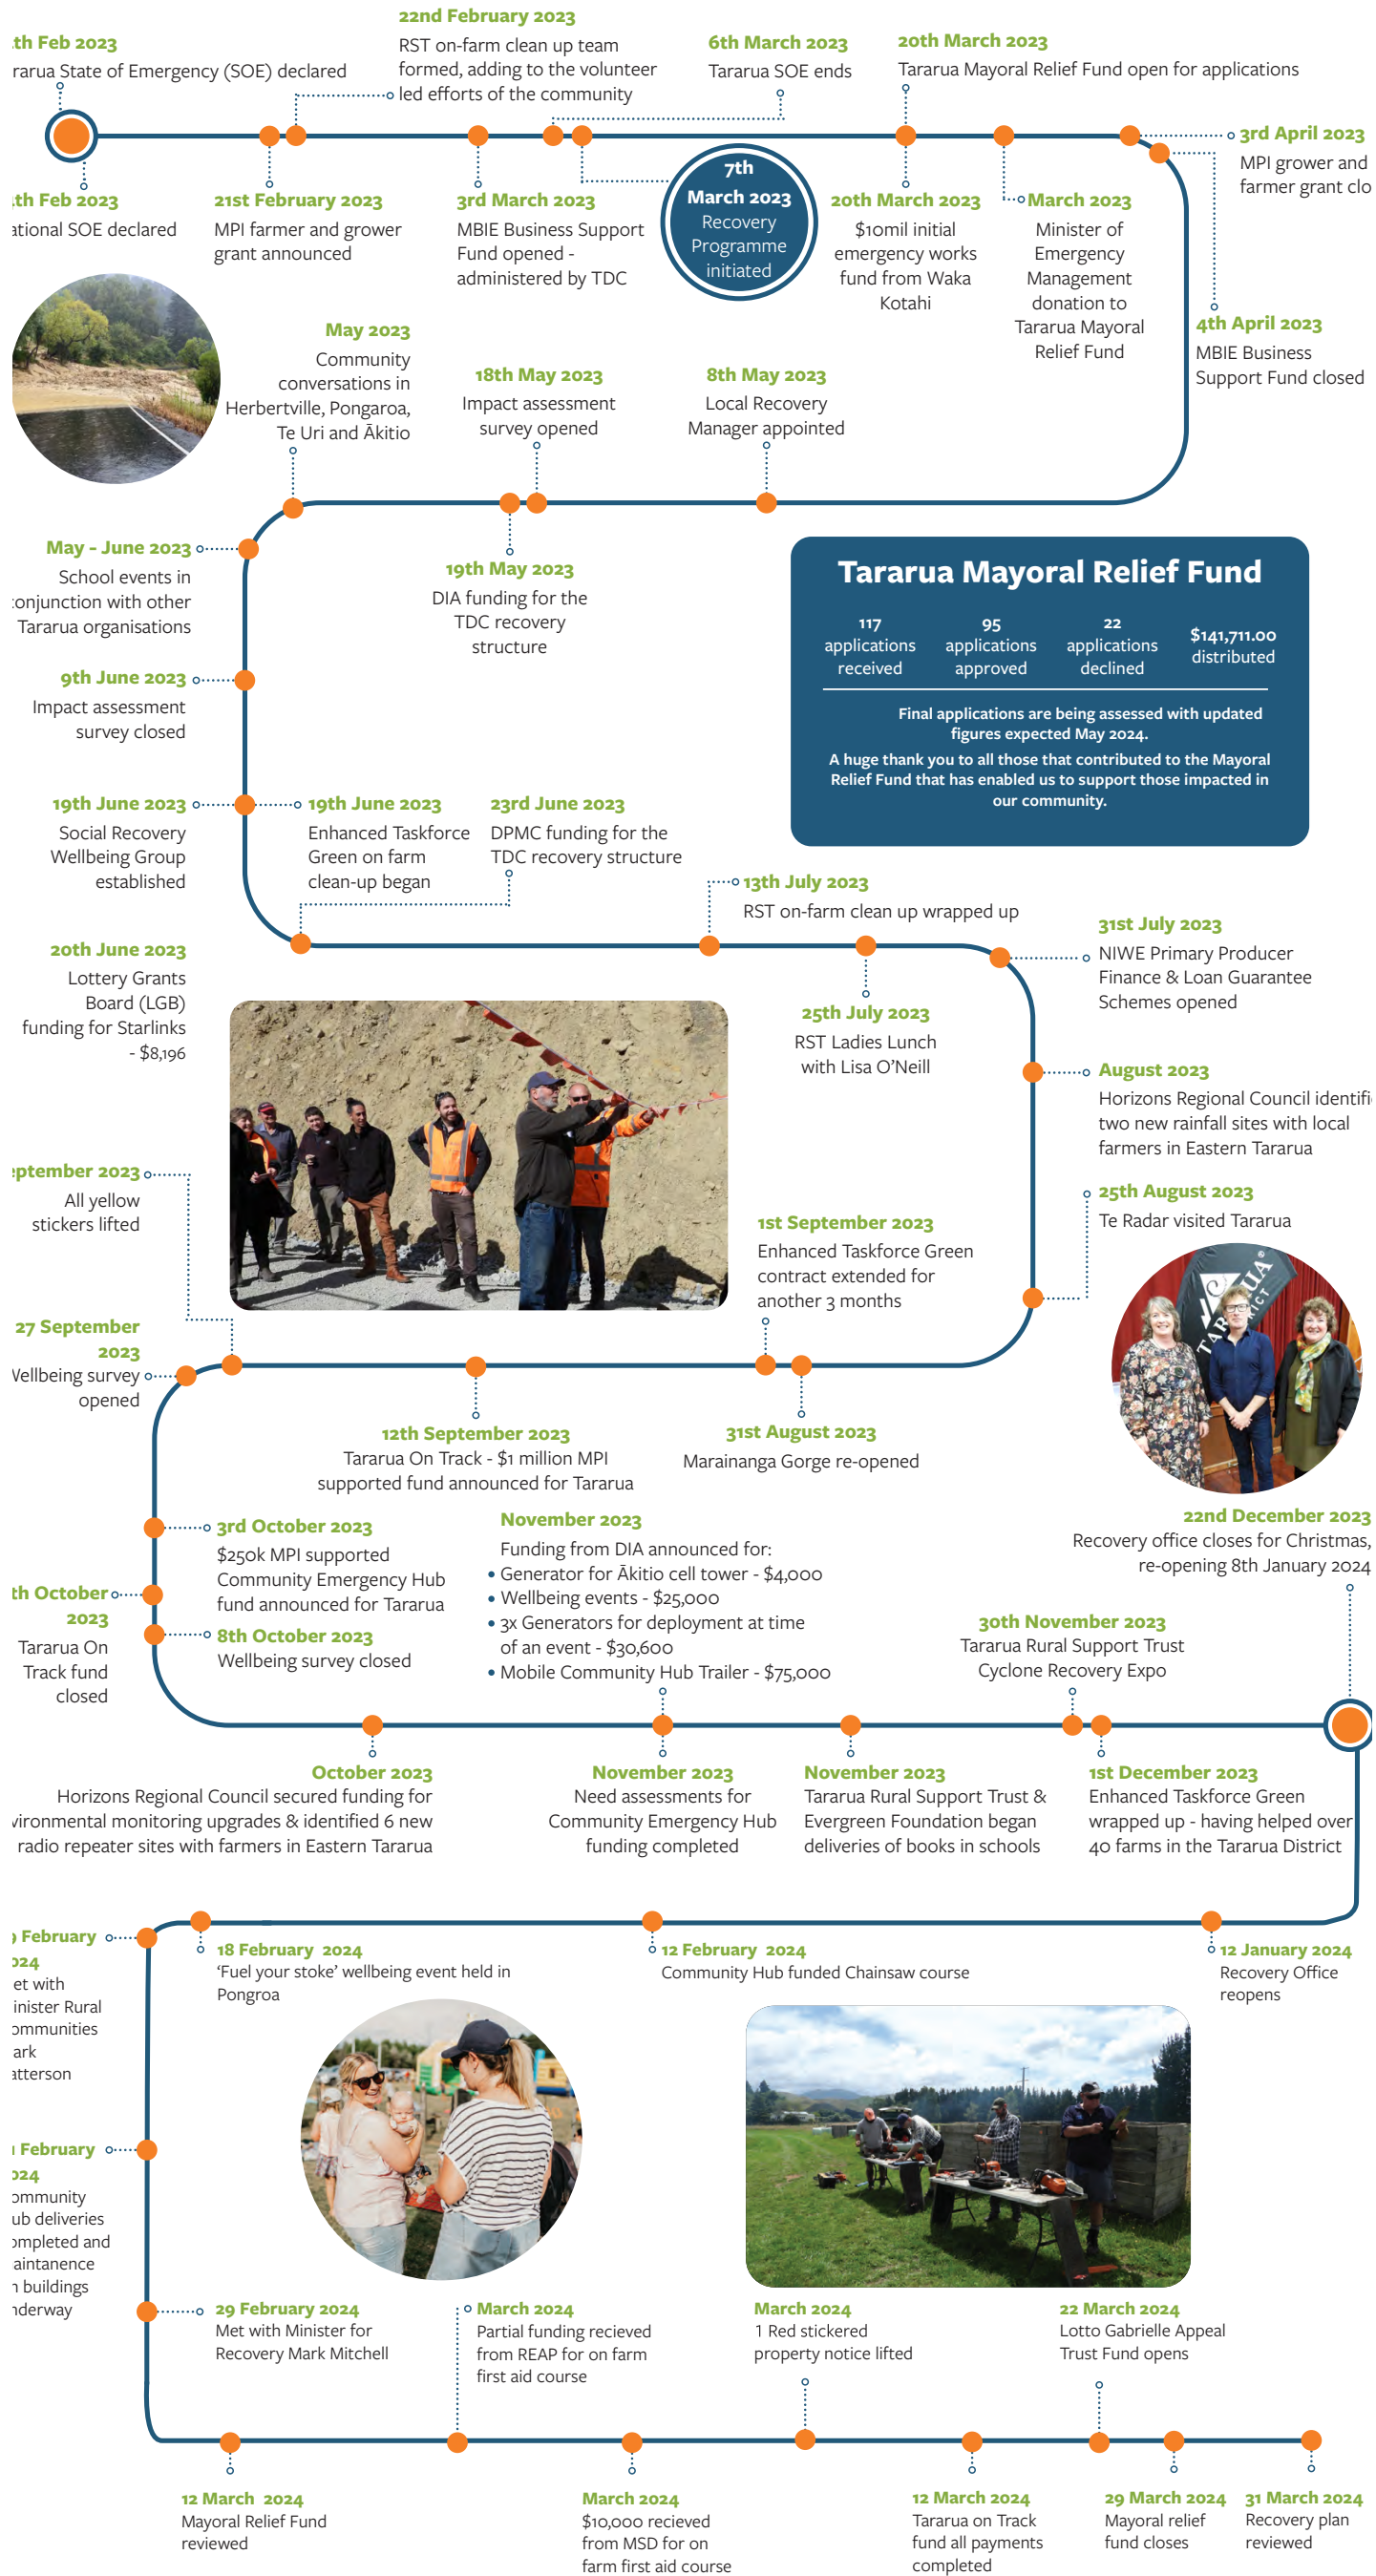 22nd February 2023
RST on-farm clean up team
formed, adding to the volunteer
led efforts of the community
Feb 2023
State of Emergency (SOE) declared
6th March 2023
Tararua SOE ends
20th March 2023
Tararua Mayoral Relief Fund open for applications
3rd April 2023
MPI grower and
farmer grant
Feb 2023
SOE declared
21st February 2023
MPI farmer and grower
grant announced
3rd March 2023
MBIE Business Support
Fund opened -
administered by TDC
7th
March 2023
Recovery
Programme
initiated
20th March 2023
$10mil initial
emergency works
fund from Waka
Kotahi
March 2023
Minister of
Emergency
Management
donation to
Tararua Mayoral
Relief Fund
4th April 2023
MBIE Business
Support Fund closed
May 2023
Community
conversations in
Herbertville, Pongaroa,
Te Uri and Ākitio
18th May 2023
Impact assessment
survey opened
8th May 2023
Local Recovery
Manager appointed
May - June 2023
School events in
conjunction with other
Tararua organisations
19th May 2023
DIA funding for the
TDC recovery
structure
Tararua Mayoral Relief Fund
117
applications
received
95
applications
approved
22
applications
declined
$141,711.00
distributed
Final applications are being assessed with updated
figures expected May 2024.
A huge thank you to all those that contributed to the Mayoral
Relief Fund that has enabled us to support those impacted in
our community.
9th June 2023
Impact assessment
survey closed
19th June 2023
Social Recovery
Wellbeing Group
established
19th June 2023
Enhanced Taskforce
Green on farm
clean-up began
23rd June 2023
DPMC funding for the
TDC recovery structure
13th July 2023
RST on-farm clean up wrapped up
20th June 2023
Lottery Grants
Board (LGB)
funding for Starlinks
- $8,196
25th July 2023
RST Ladies Lunch
with Lisa O'Neill
31st July 2023
NIWE Primary Producer
Finance & Loan Guarantee
Schemes opened
August 2023
Horizons Regional Council
two new rainfall sites with local
farmers in Eastern Tararua
25th August 2023
Te Radar visited Tararua
2023
All yellow
stickers lifted
1st September 2023
Enhanced Taskforce Green
contract extended for
another 3 months
27 September
2023
Wellbeing survey
opened
12th September 2023
Tararua On Track - $1 million MPI
supported fund announced for Tararua
31st August 2023
Marainanga Gorge re-opened
3rd October 2023
$250k MPI supported
Community Emergency Hub
fund announced for Tararua
October
2023
Tararua On
Track fund
closed
8th October 2023
Wellbeing survey closed
November 2023
Funding from DIA announced for:
• Generator for Ākitio cell tower - $4,000
• Wellbeing events - $25,000
• 3x Generators for deployment at time
of an event - $30,600
• Mobile Community Hub Trailer - $75,000
30th November 2023
Tararua Rural Support Trust
Cyclone Recovery Expo
22nd December 2023
Recovery office closes for Christmas,
re-opening 8th January 2024
October 2023
Horizons Regional Council secured funding for
monitoring upgrades & identified 6 new
radio repeater sites with farmers in Eastern Tararua
November 2023
Need assessments for
Community Emergency Hub
funding completed
November 2023
Tararua Rural Support Trust &
Evergreen Foundation began
deliveries of books in schools
1st December 2023
Enhanced Taskforce Green
wrapped up - having helped over
40 farms in the Tararua District
February
with
Rural
18 February 2024
'Fuel your stoke' wellbeing event held in
Pongroa
12 February 2024
Community Hub funded Chainsaw course
12 January 2024
Recovery Office
reopens
February
deliveries
and
buildings
29 February 2024
Met with Minister for
Recovery Mark Mitchell
March 2024
Partial funding recieved
from REAP for on farm
first aid course
March 2024
1 Red stickered
property notice lifted
22 March 2024
Lotto Gabrielle Appeal
Trust Fund opens
12 March 2024
Mayoral Relief Fund
reviewed
March 2024
$10,000 recieved
from MSD for on
farm first aid course
12 March 2024
Tararua on Track
fund all payments
completed
29 March 2024
Mayoral relief
fund closes
31 March 2024
Recovery plan
reviewed